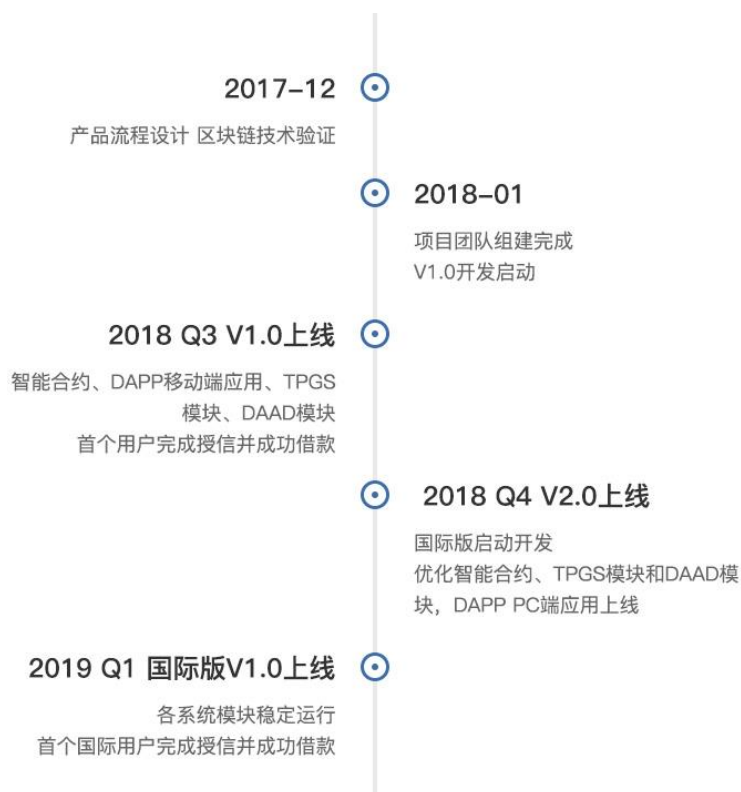 2017-12
产品流程设计 区块链技术验证
2018-01
项目团队组建完成
V1.0开发启动
2018 Q3 V1.0上线
智能合约、DAPP移动端应用、TPGS
模块、DAAD模块
首个用户完成授信并成功借款
2018 Q4 V2.0上线
国际版启动开发
优化智能合约、TPGS模块和DAAD模
块，DAPP PC端应用上线
2019 Q1 国际版V1.0上线
各系统模块稳定运行
首个国际用户完成授信并成功借款